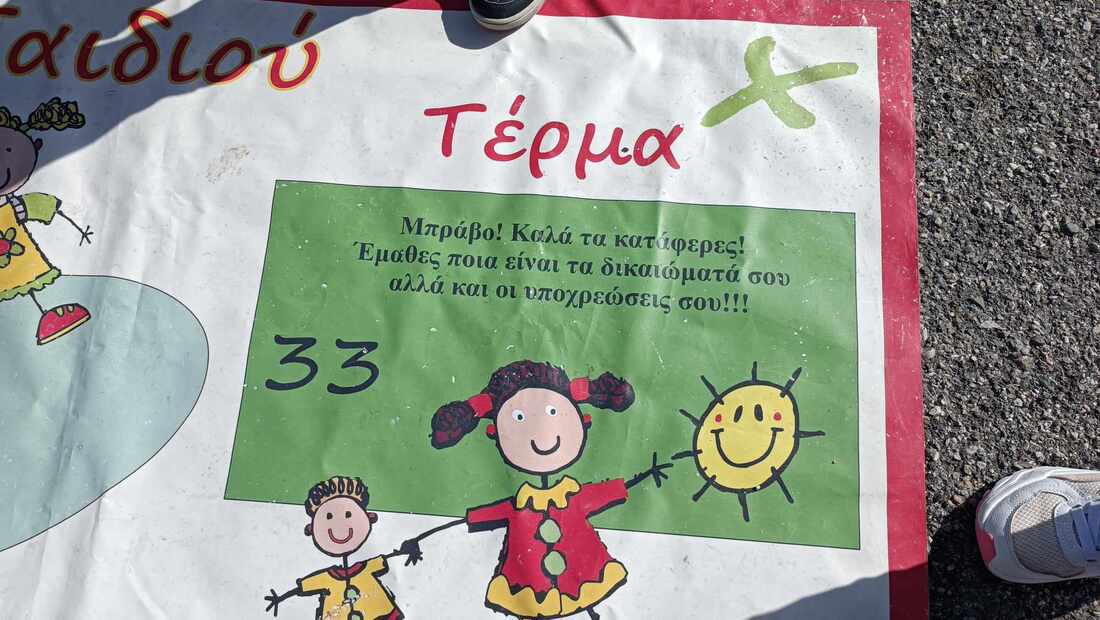 Παιδιού
Τέρμα
Μπράβο! Καλά τα κατάφερες!
Έμαθες ποια είναι τα δικαιώματά σου
αλλά και οι υποχρεώσεις σου!!!
33